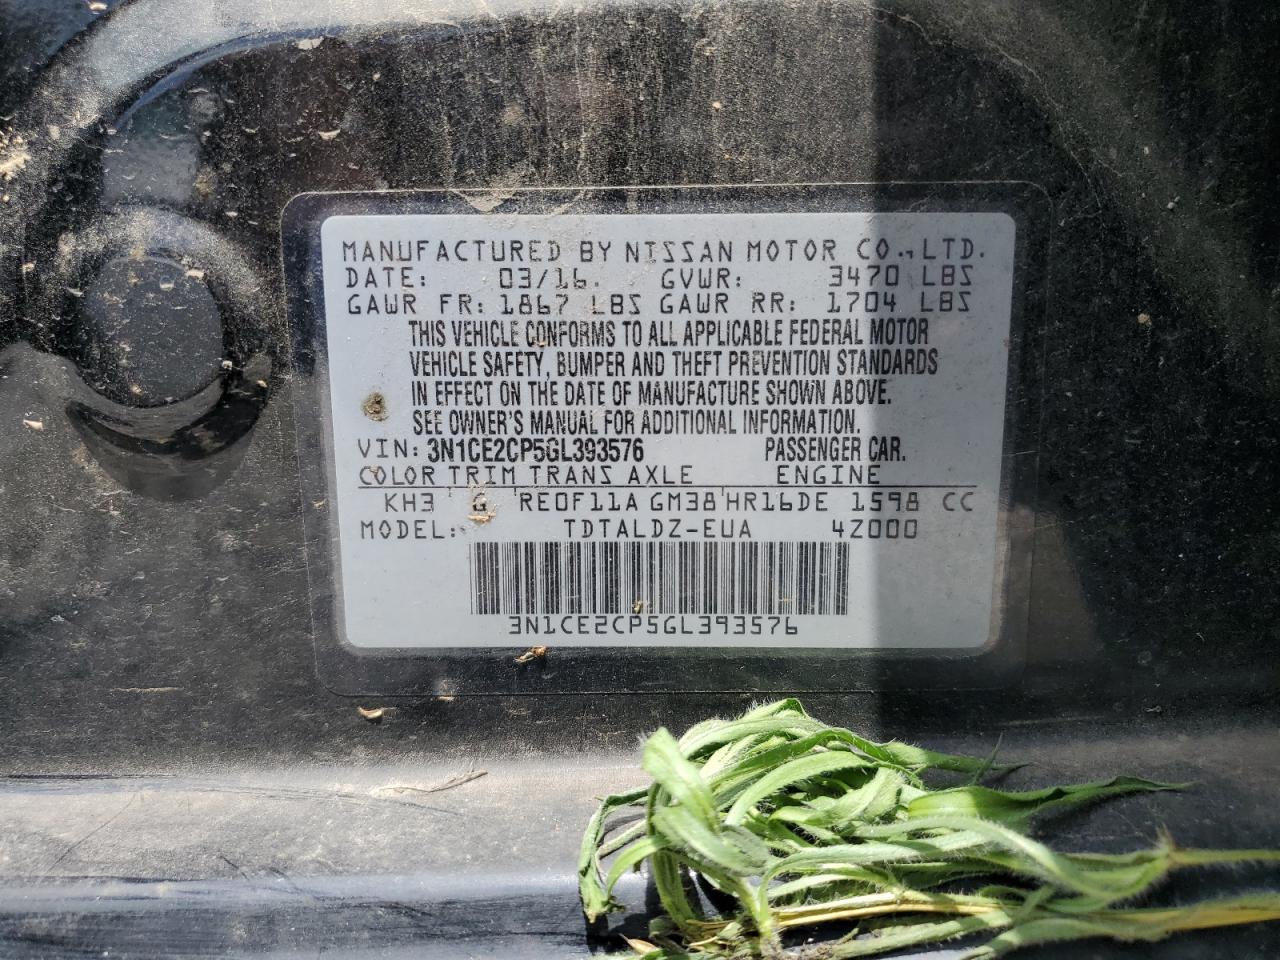 MANUFACTURED BY NISSAN MOTOR CO., LTD.
DATE: 03/16. GVWR: 3470 LBS
GAWR FR: 1867 LBS GAWR RR: 1704 LBS
THIS VEHICLE CONFORMS TO ALL APPLICABLE FEDERAL MOTOR
VEHICLE SAFETY, BUMPER AND THEFT PREVENTION STANDARDS
IN EFFECT ON THE DATE OF MANUFACTURE SHOWN ABOVE.
SEE OWNER'S MANUAL FOR ADDITIONAL INFORMATION.
VIN: 3N1CE2CP5GL393576 PASSENGER CAR.
COLOR TRIM TRANS AXLE ENGINE
KH3 G RE0F11A GM38 HR16DE 1598 CC
MODEL: TDTALDZ-EUA 4Z000
3N1CE2CP5GL393576